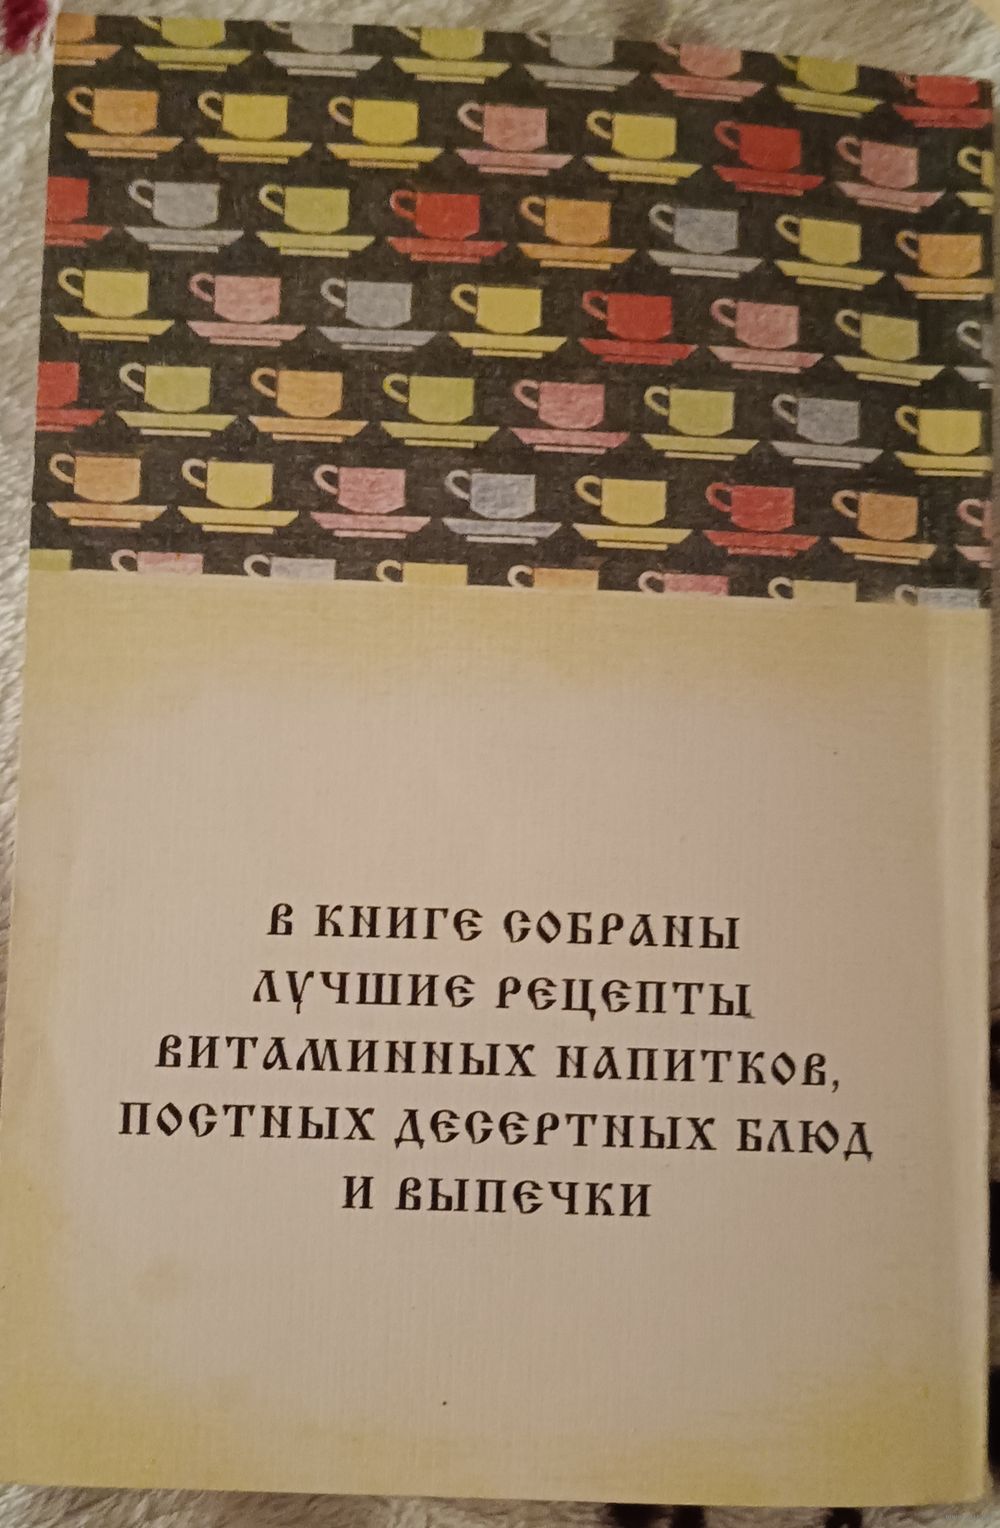 В КНИГЕ СОБРАНЫ
ЛУЧШИЕ РЕЦЕПТЫ
ВИТАМИННЫХ НАПИТКОВ,
ПОСТНЫХ ДЕСЕРТНЫХ БЛЮД
И ВЫПЕЧКИ